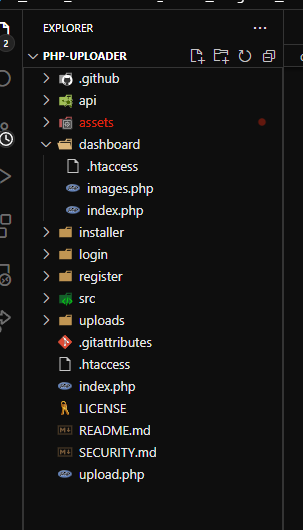 2
EXPLORER
PHP-UPLOADER
.github
api
assets
dashboard
.htaccess
images.php
index.php
installer
login
register
src
uploads
.gitattributes
.htaccess
index.php
LICENSE
README.md
SECURITY.md
upload.php